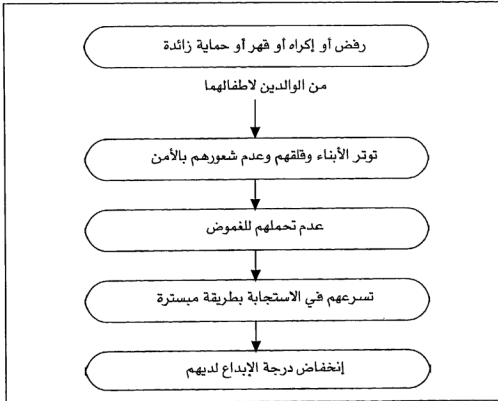 رفض أو إكراه أو قهر أو حماية زائدة
من الوالدين لاطفالهما
توتر الأبناء وقلقهم وعدم شعورهم بالأمن
عدم تحملهم للغموض
تسرعهم في الاستجابة بطريقة مبسترة
إنخفاض درجة الإبداع لديهم